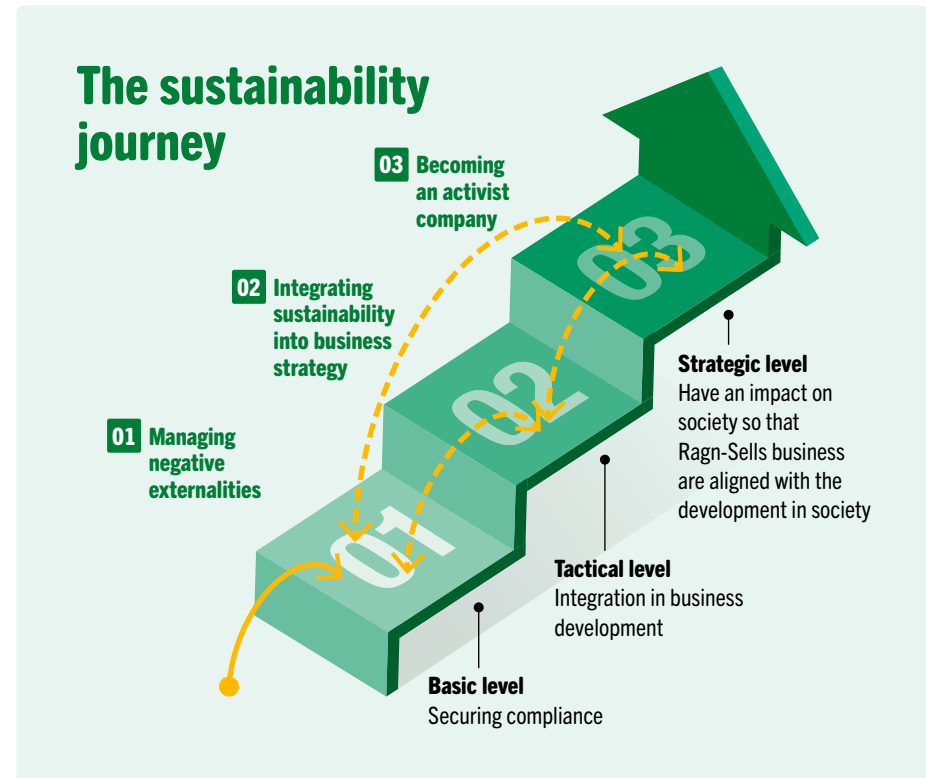 The sustainability
journey
03 Becoming
an activist
company
02 Integrating
sustainability
into business
strategy
01 Managing
negative
externalities
03
02
01
Strategic level
Have an impact on
society so that
Ragn-Sells business
are aligned with the
development in society
Tactical level
Integration in business
development
Basic level
Securing compliance